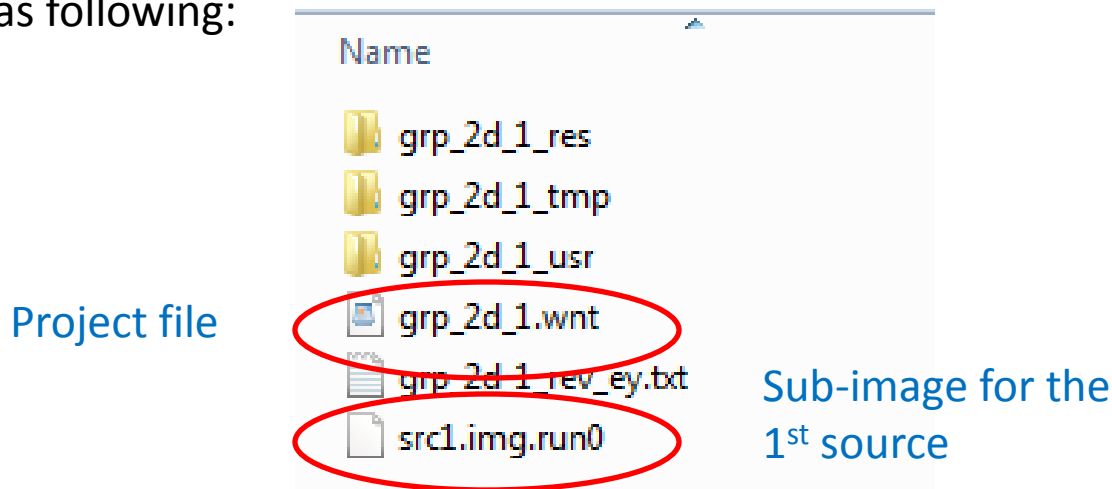 as following:
Name
grp_2d_1_res
grp_2d_1_tmp
grp_2d_1_usr
Project file
grp_2d_1.wnt
grp_2d_1_rev_ey.txt
Sub-image for the
src1.img.run0
1st source